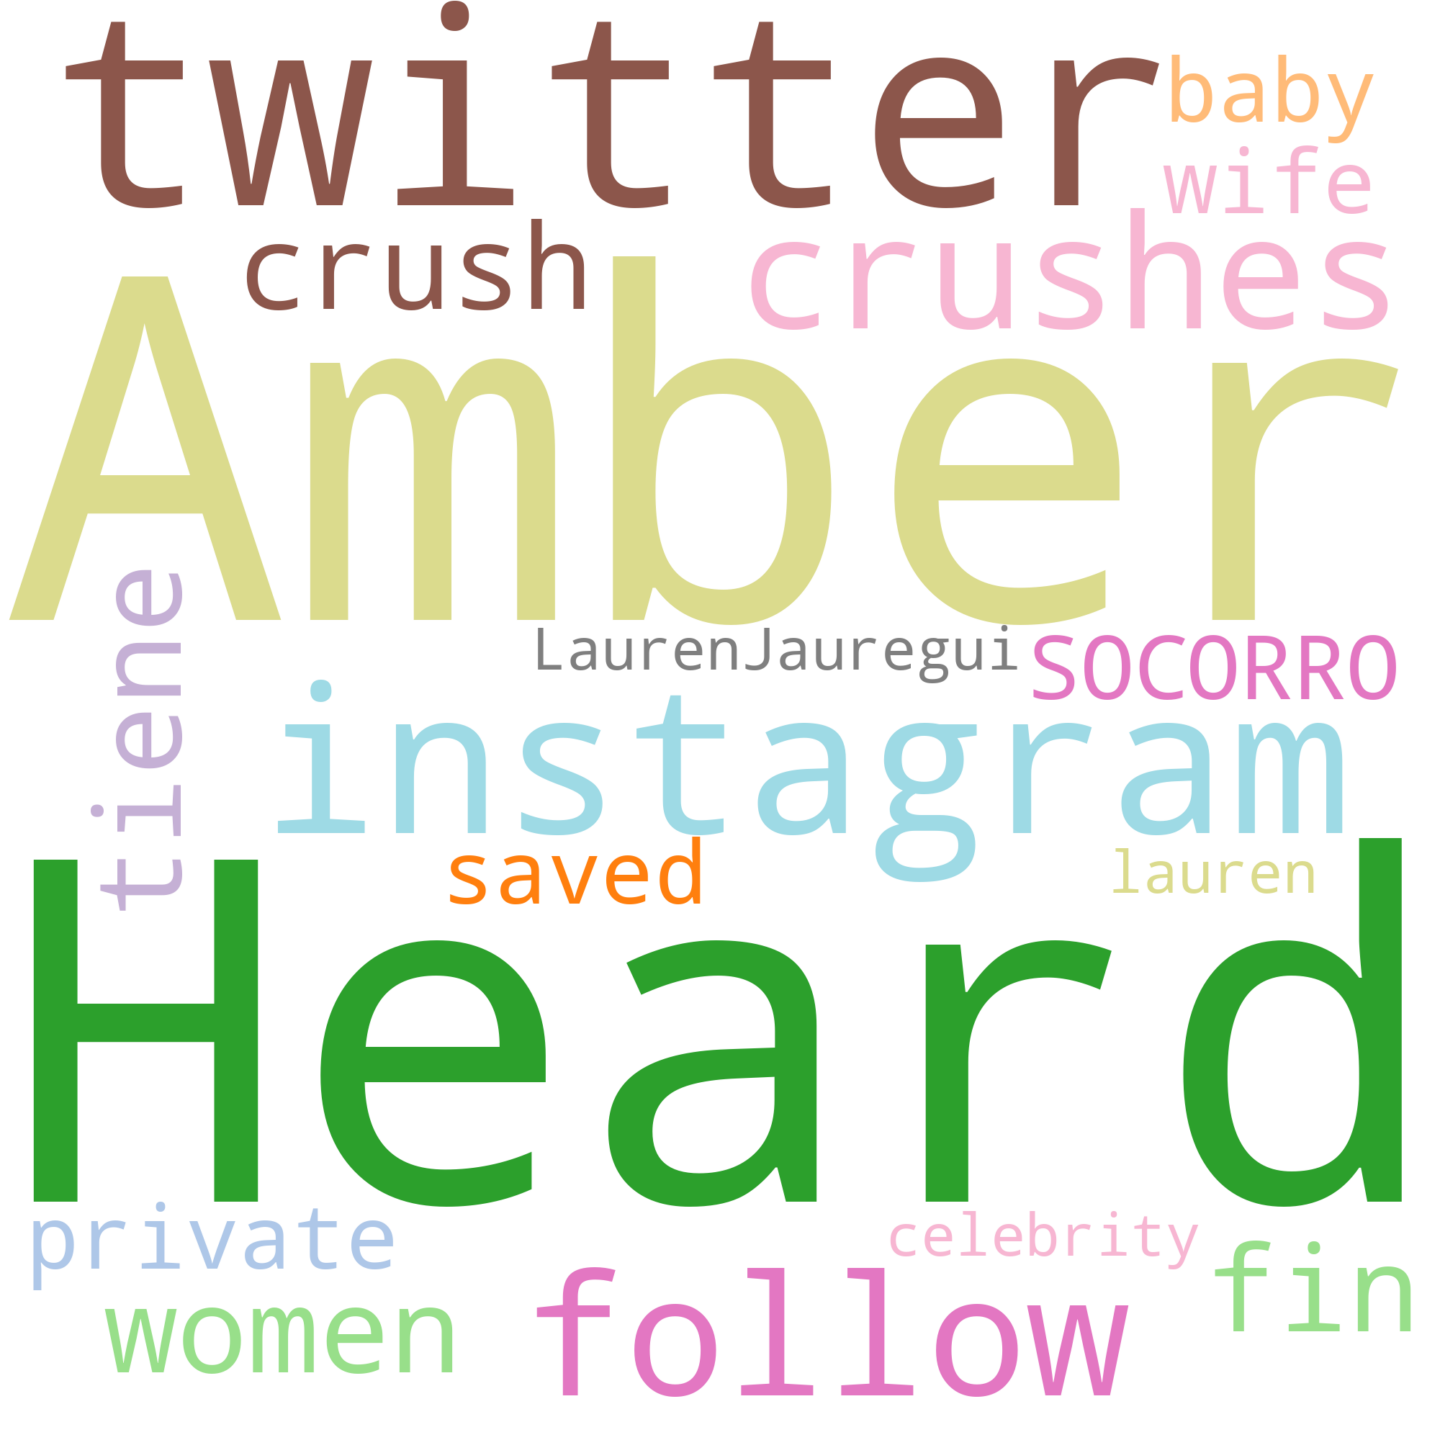 twitter
baby
wife
crush
crushes
Amber
tiene
LaurenJauregui
SOCORRO
instagram
saved
lauren
Heard
private
celebrity
women
follow
fin